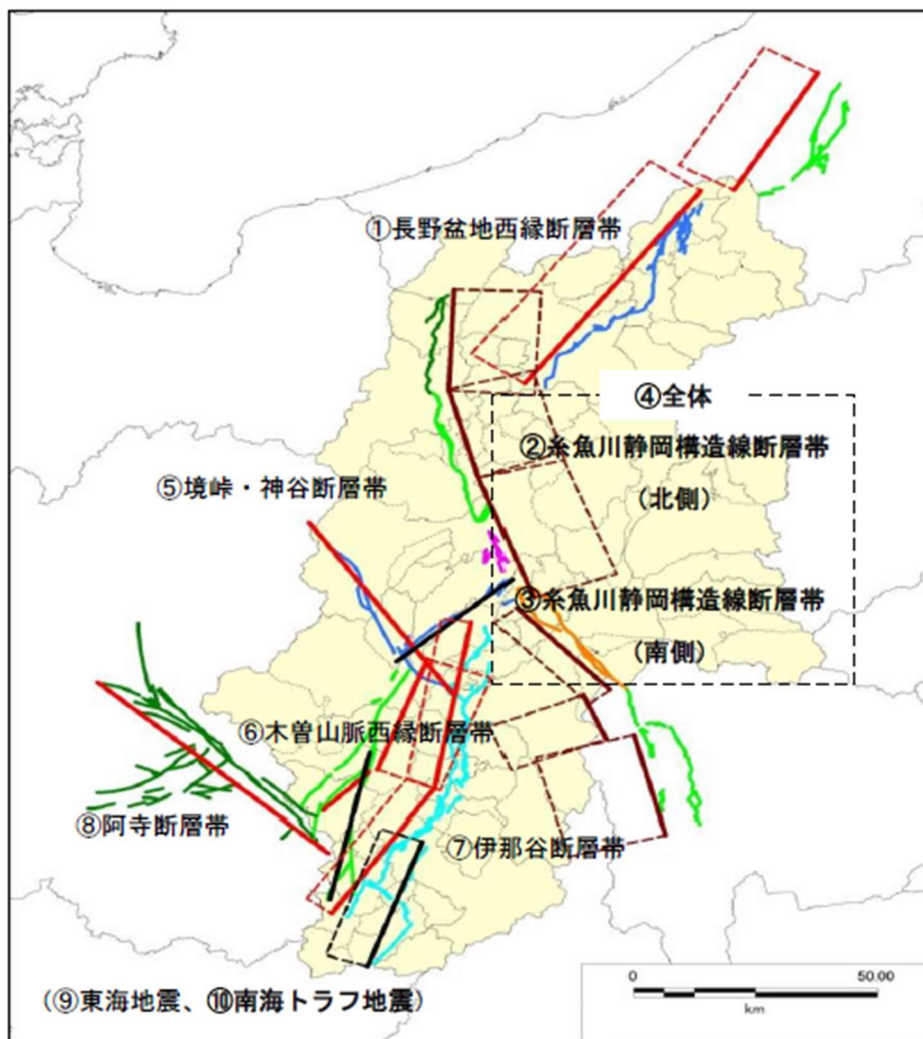 ①長野盆地西縁断層帯
④全体
②糸魚川静岡構造線断層帯
（北側）
⑤境峠・神谷断層帯
③糸魚川静岡構造線断層帯
（南側）
⑥木曽山脈西縁断層帯
⑧阿寺断層帯
⑦伊那谷断層帯
（⑨東海地震、⑩南海トラフ地震）
0 50.00
km